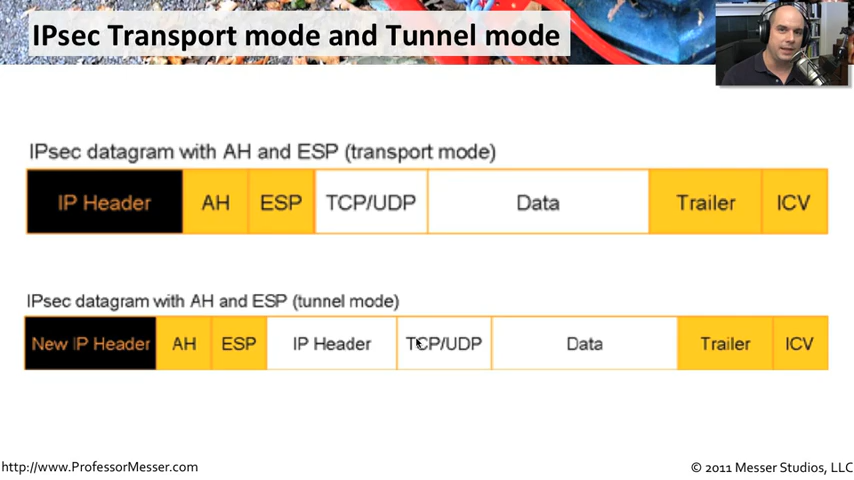 IPsec Transport mode and Tunnel mode
IPsec datagram with AH and ESP (transport mode)
IP Header AH ESP TCP/UDP Data Trailer ICV
IPsec datagram with AH and ESP (tunnel mode)
New IP Header AH ESP IP Header TCP/UDP Data Trailer ICV
http://www.ProfessorMesser.com © 2011 Messer Studios, LLC